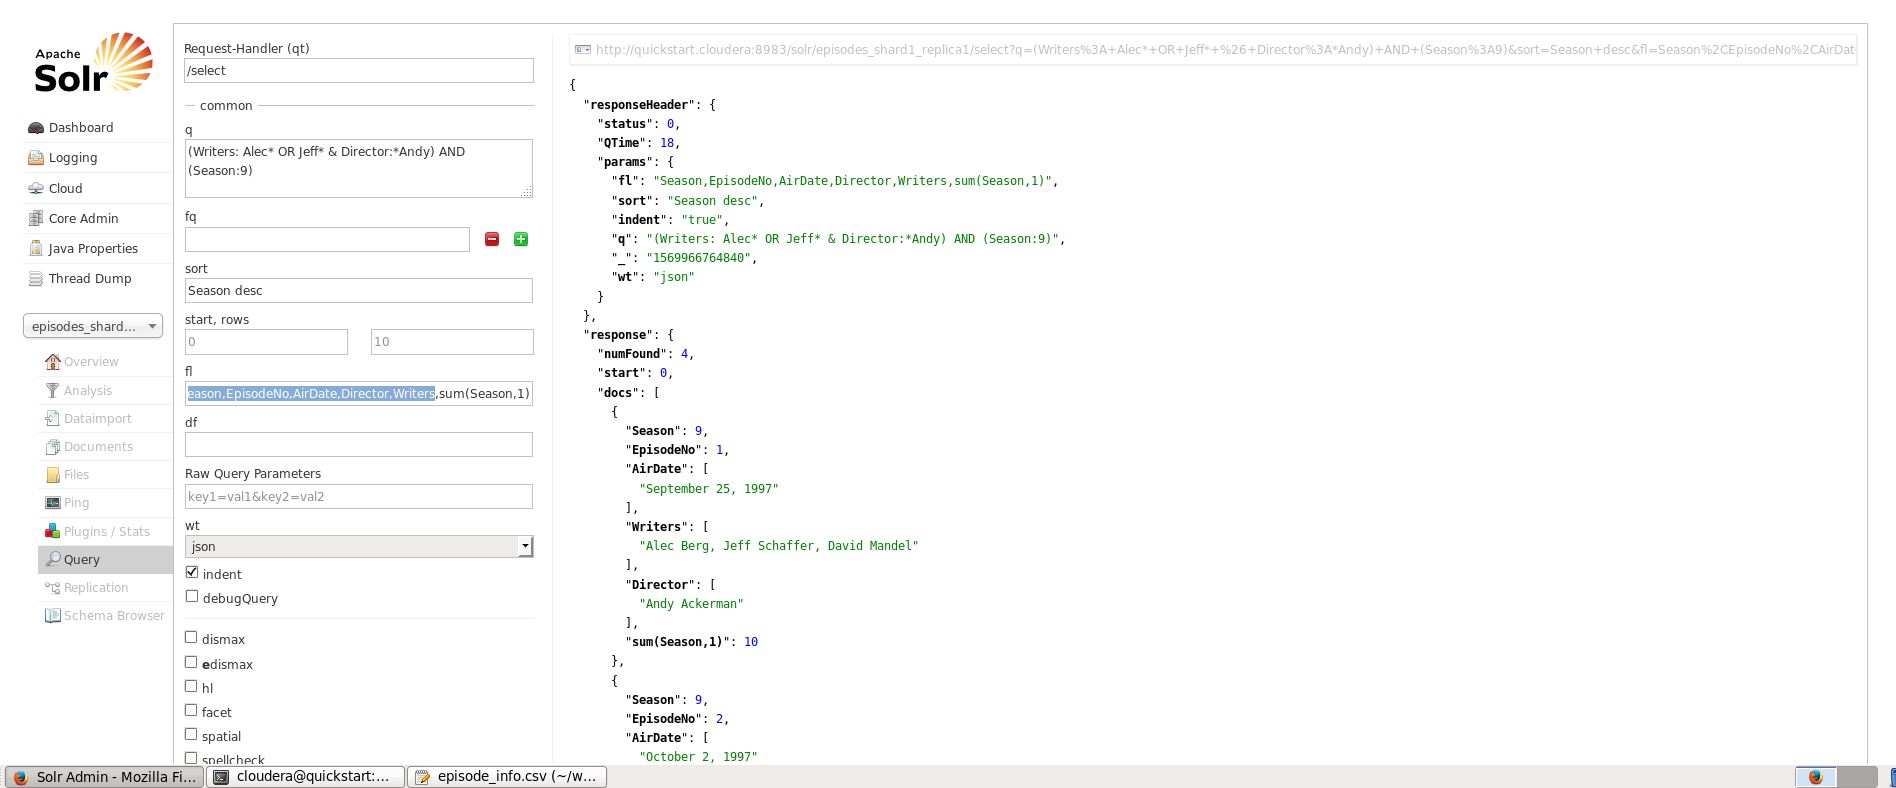 Apache
Solr
Dashboard
Logging
Cloud
Core Admin
Java Properties
Thread Dump
episodes_shard...
Overview
Analysis
Dataimport
Documents
Files
Ping
Plugins / Stats
Query
Replication
Schema Browser
Request-Handler (qt)
/select
common
q
(Writers: Alec* OR Jeff* & Director:*Andy) AND
(Season:9)
fq
sort
Season desc
start, rows
0 10
fl
eason,EpisodeNo,AirDate,Director,Writers,sum(Season,1)
df
Raw Query Parameters
key1=val1&key2=val2
wt
json
indent
debugQuery
dismax
edismax
hl
facet
spatial
spellcheck
http://quickstart.cloudera:8983/solr/episodes_shard1_replica1/select?q=(Writers%3A+Alec*+OR+Jeff*+%26+Director%3A*Andy)+AND+(Season%3A9)&sort=Season+desc&fl=Season%2CEpisodeNo%2CAirDat
{
"responseHeader": {
"status": 0,
"QTime": 18,
"params": {
"fl": "Season,EpisodeNo,AirDate,Director,Writers,sum(Season,1)",
"sort": "Season desc",
"indent": "true",
"q": "(Writers: Alec* OR Jeff* & Director:*Andy) AND (Season:9)",
"_": "1569966764840",
"wt": "json"
}
},
"response": {
"numFound": 4,
"start": 0,
"docs": [
{
"Season": 9,
"EpisodeNo": 1,
"AirDate": [
"September 25, 1997"
],
"Writers": [
"Alec Berg, Jeff Schaffer, David Mandel"
],
"Director": [
"Andy Ackerman"
],
"sum(Season,1)": 10
},
{
"Season": 9,
"EpisodeNo": 2,
"AirDate": [
"October 2, 1997"
Solr Admin - Mozilla Fi...
cloudera@quickstart:...
episode_info.csv (~/w...